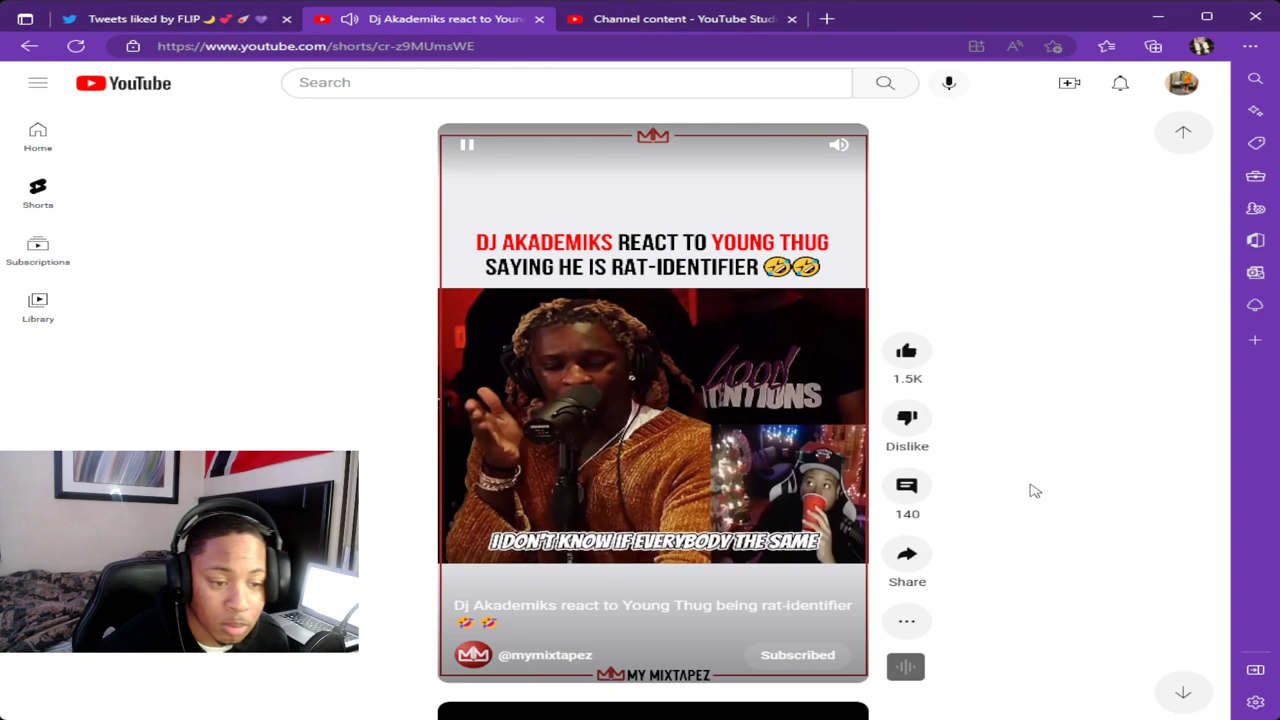 Tweets liked by FLIP
Dj Akademiks react to Youn
Channel content - YouTube Stud
https://www.youtube.com/shorts/cr-z9MUmsWE
YouTube
Search
Home
Shorts
Subscriptions
Library
MM
DJ AKADEMIKS REACT TO YOUNG THUG
SAYING HE IS RAT-IDENTIFIER 🤣🤣
GOOD
INTENTIONS
I DON'T KNOW IF EVERYBODY THE SAME
Dj Akademiks react to Young Thug being rat-identifier
🤣 🤣
@mymixtapez
Subscribed
MY MIXTAPEZ
1.5K
Dislike
140
Share